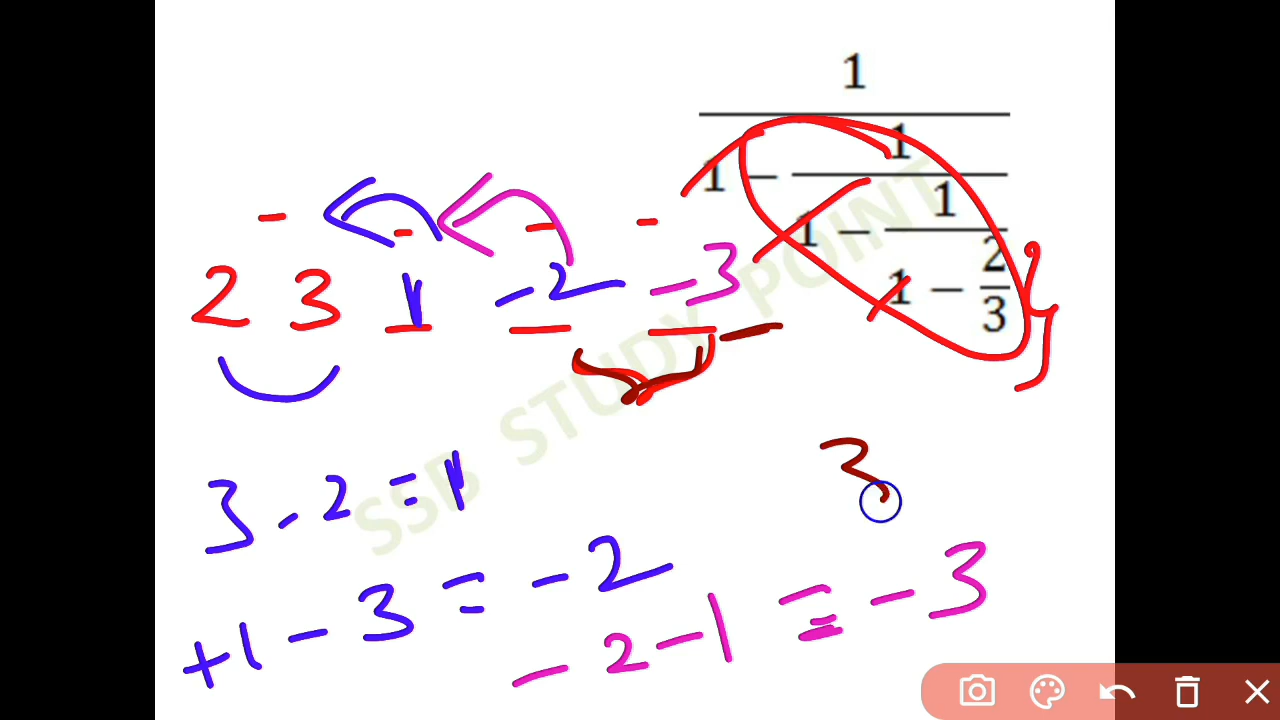 1
1 - 1
1 - 1
1 - 2
3
- - - -
2 3 1 -2 -3 -
SSB STUDY POINT
3
3 - 2 = 1
+1 - 3 = -2
-2 - 1 = -3